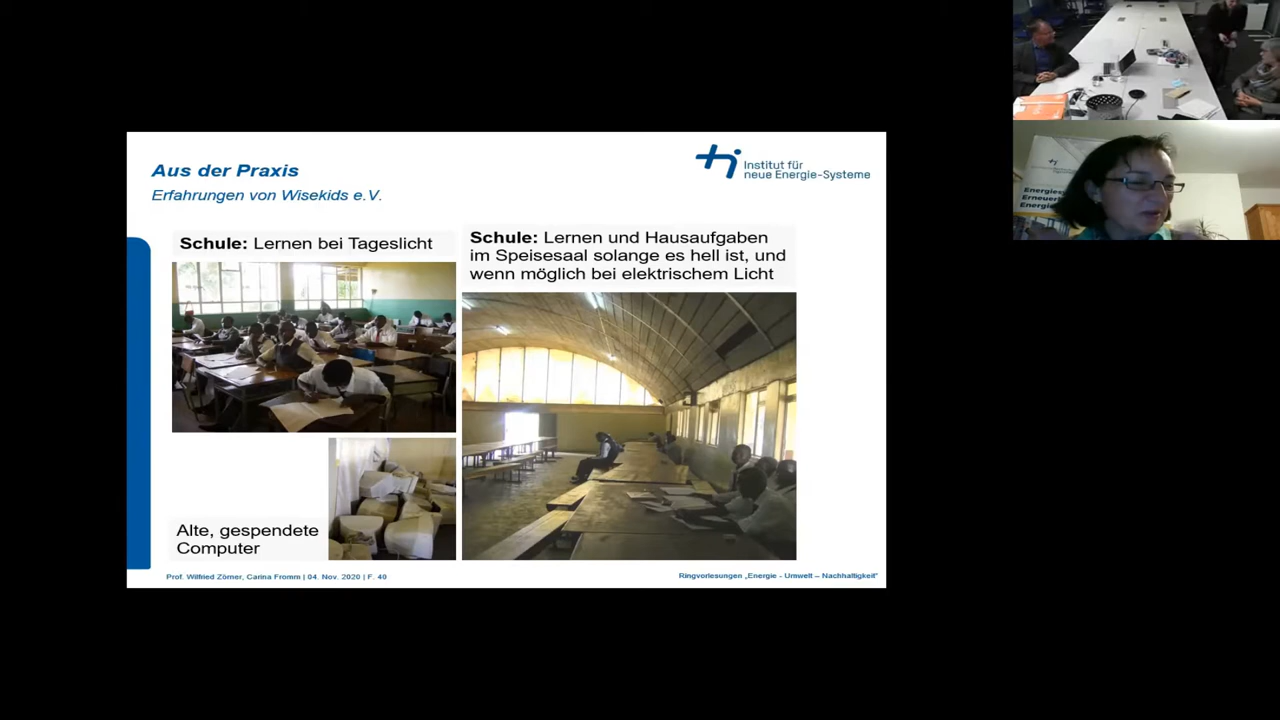 Aus der Praxis
Erfahrungen von Wisekids e.V.
Institut für
neue Energie-Systeme
Schule: Lernen bei Tageslicht
Schule: Lernen und Hausaufgaben
im Speisesaal solange es hell ist, und
wenn möglich bei elektrischem Licht
Alte, gespendete
Computer
Prof. Wilfried Zörner, Carina Fromm | 04. Nov. 2020 | F. 40
Ringvorlesungen „Energie - Umwelt – Nachhaltigkeit"